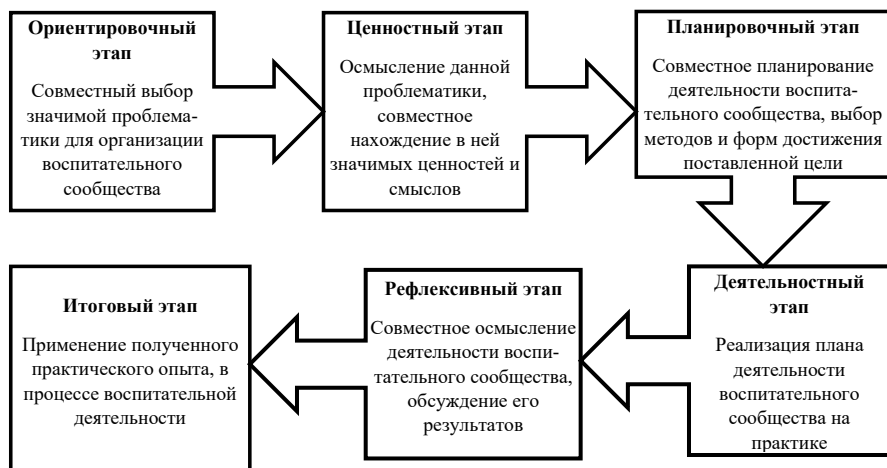 Ориентировочный
этап
Совместный выбор
значимой проблема-
тики для организации
воспитательного
сообщества
Ценностный этап
Осмысление данной
проблематики,
совместное
нахождение в ней
значимых ценностей и
смыслов
Планировочный этап
Совместное планирование
деятельности воспита-
тельного сообщества, выбор
методов и форм достижения
поставленной цели
Деятельностный
этап
Реализация плана
деятельности
воспитательного
сообщества на
практике
Рефлексивный этап
Совместное осмысление
деятельности воспи-
тательного сообщества,
обсуждение его
результатов
Итоговый этап
Применение полученного
практического опыта, в
процессе воспитательной
деятельности